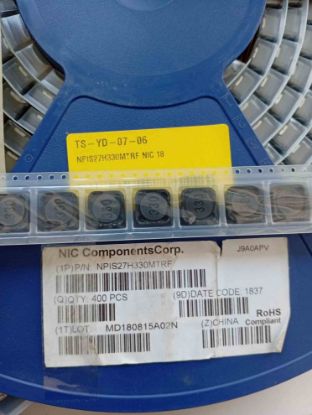 TS-YD-07-06
NPIS27H330MTRF NIC 18
NIC ComponentsCorp.
J9A0APV
(1P)P/N: NPIS27H330MTRF
(Q)QTY: 400 PCS
(9D)DATE CODE: 1837
RoHS
(1T)LOT: MD180815A02N
(Z)CHINA Compliant